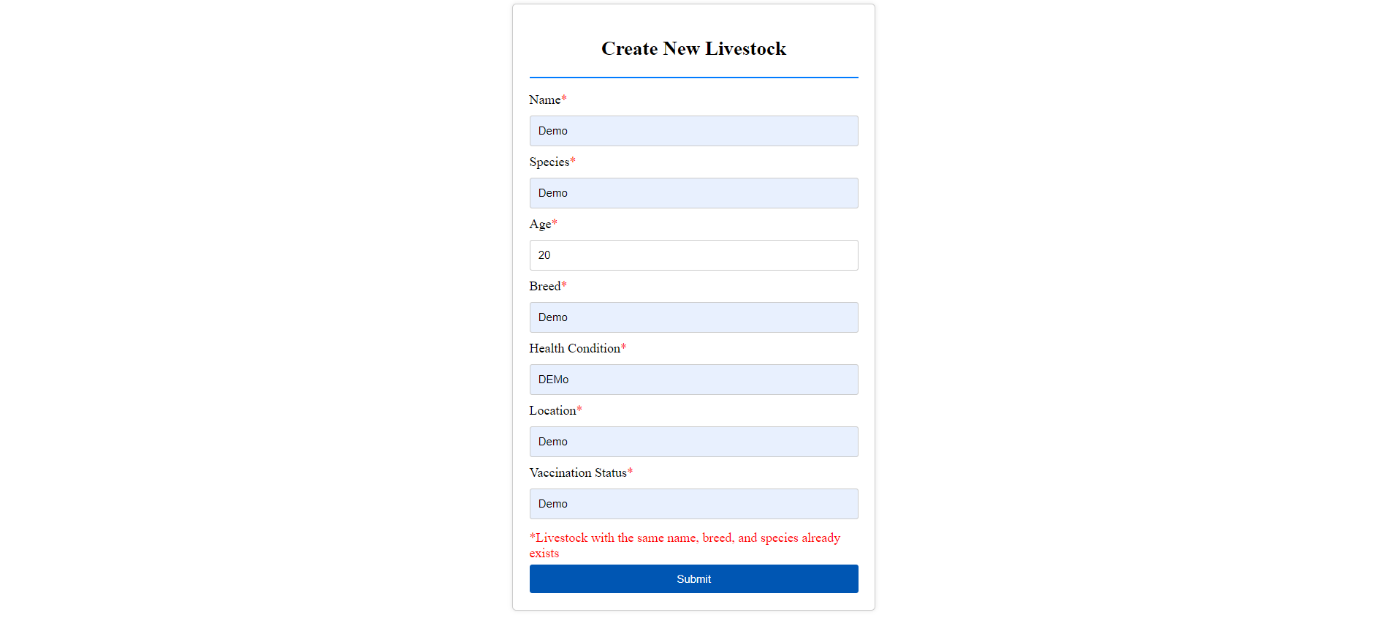 Create New Livestock
Name*
Demo
Species*
Demo
Age*
20
Breed*
Demo
Health Condition*
DEMo
Location*
Demo
Vaccination Status*
Demo
*Livestock with the same name, breed, and species already
exists
Submit